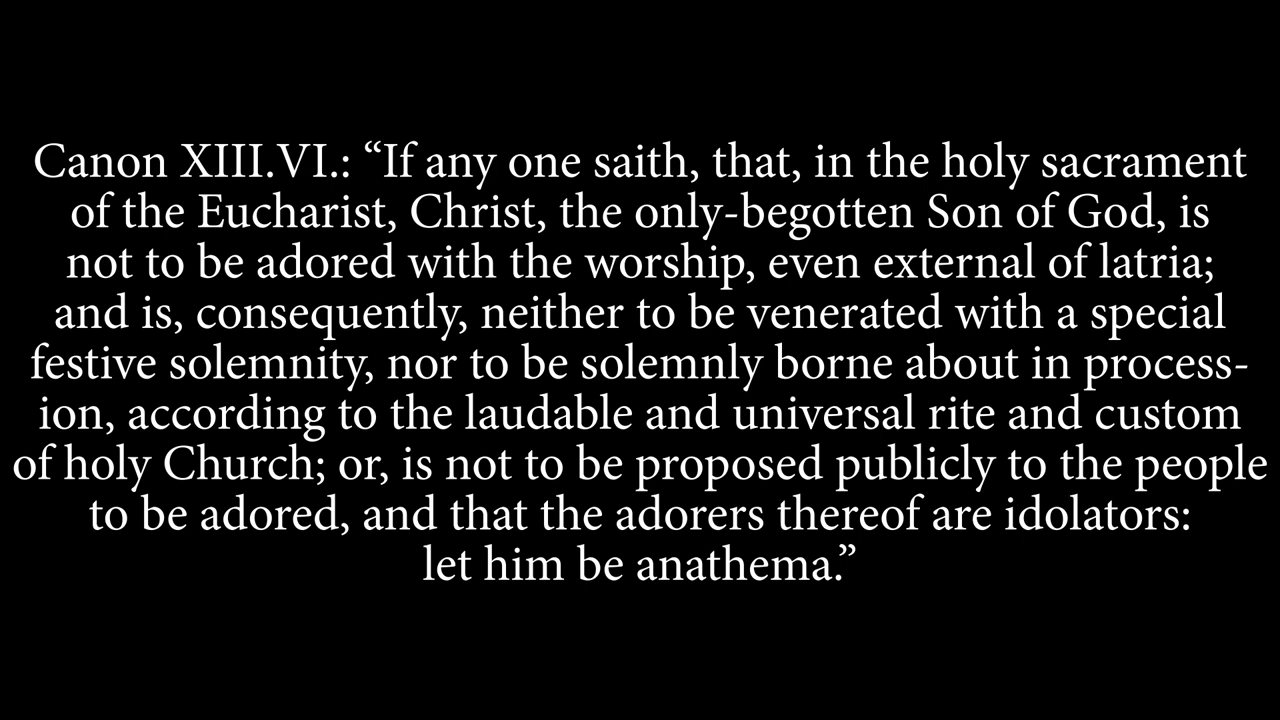 Canon XIII.VI.: “If any one saith, that, in the holy sacrament
of the Eucharist, Christ, the only-begotten Son of God, is
not to be adored with the worship, even external of latria;
and is, consequently, neither to be venerated with a special
festive solemnity, nor to be solemnly borne about in process-
ion, according to the laudable and universal rite and custom
of holy Church; or, is not to be proposed publicly to the people
to be adored, and that the adorers thereof are idolators:
let him be anathema.”